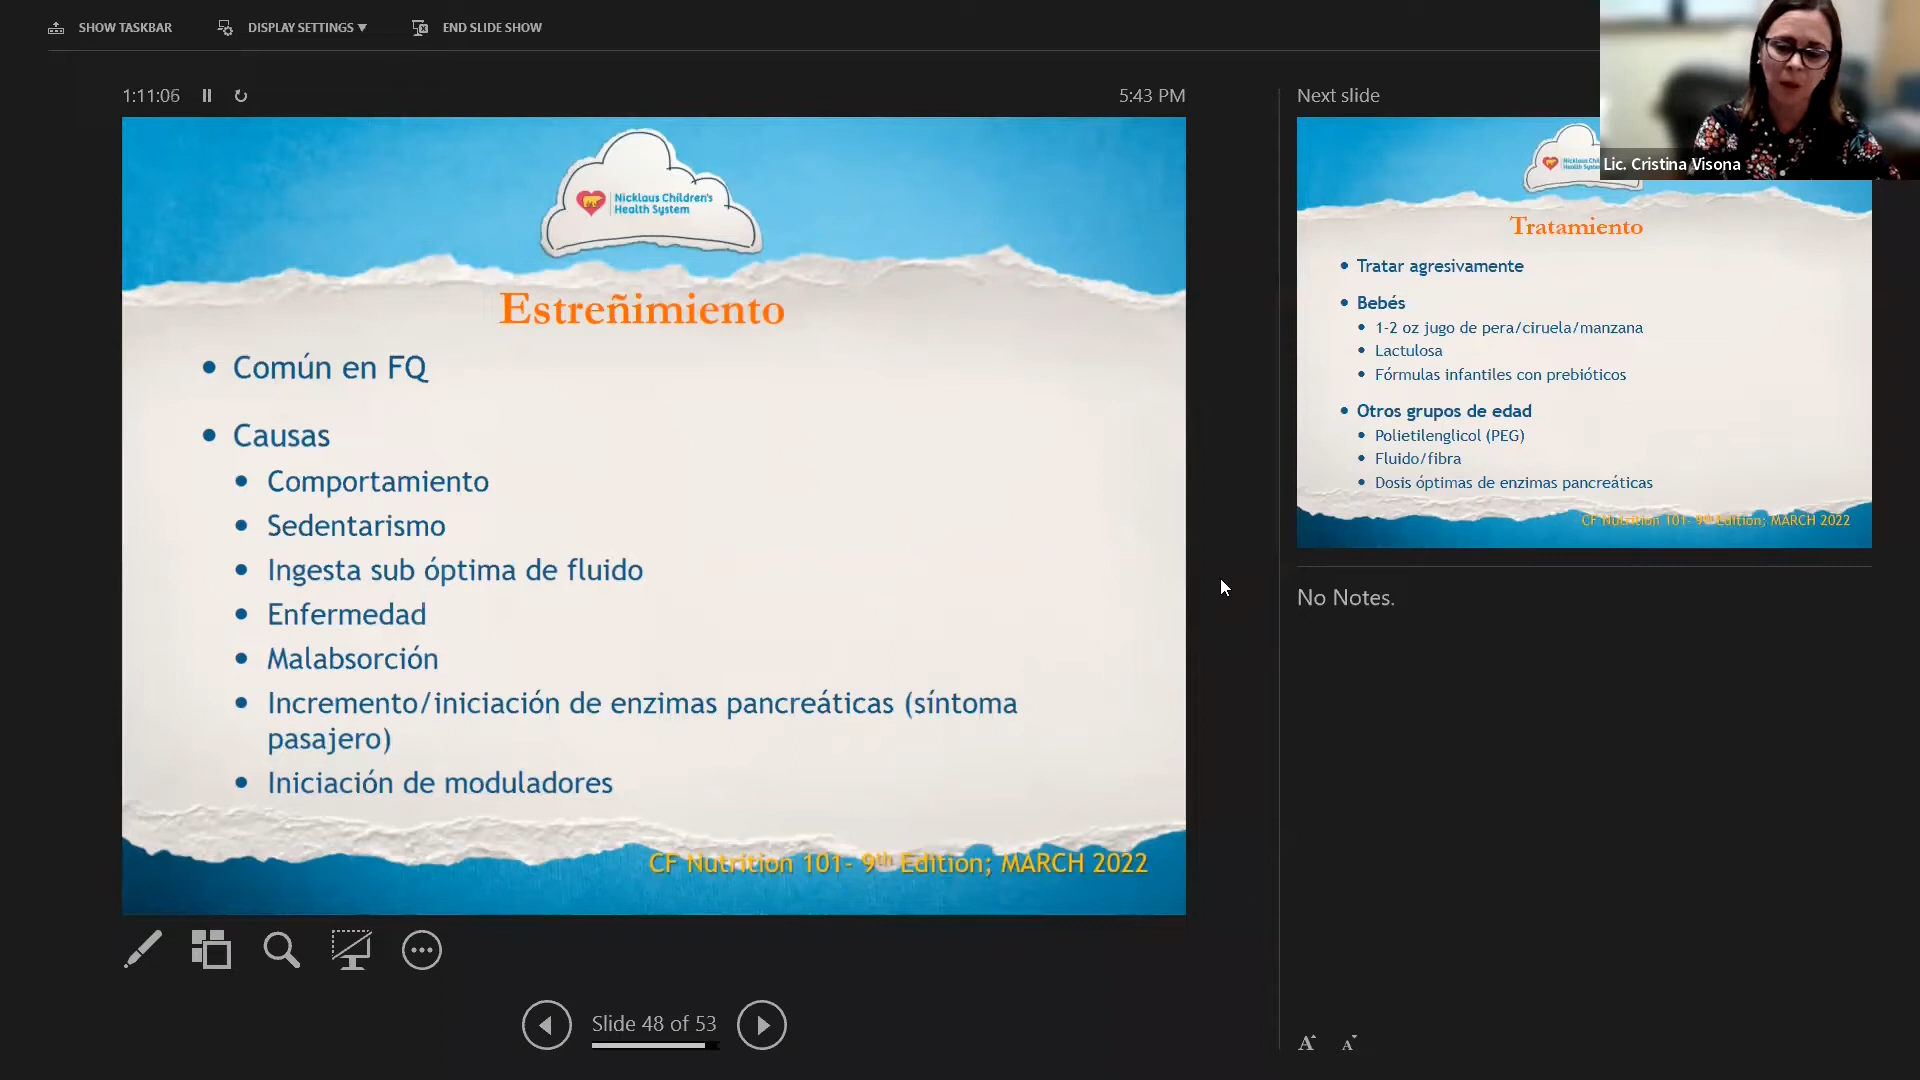 SHOW TASKBAR
DISPLAY SETTINGS ▾
END SLIDE SHOW
1:11:06
5:43 PM
Nicklaus Children's
Health System
Estreñimiento
• Común en FQ
• Causas
• Comportamiento
• Sedentarismo
• Ingesta sub óptima de fluido
• Enfermedad
• Malabsorción
• Incremento/iniciación de enzimas pancreáticas (síntoma
pasajero)
• Iniciación de moduladores
CF Nutrition 101- 9th Edition; MARCH 2022
Slide 48 of 53
Next slide
Lic. Cristina Visona
Nicklaus Chil
Health Syste
Tratamiento
• Tratar agresivamente
• Bebés
• 1-2 oz jugo de pera/ciruela/manzana
• Lactulosa
• Fórmulas infantiles con prebióticos
• Otros grupos de edad
• Polietilenglicol (PEG)
• Fluido/fibra
• Dosis óptimas de enzimas pancreáticas
CF Nutrition 101- 9th Edition; MARCH 2022
No Notes.
A A